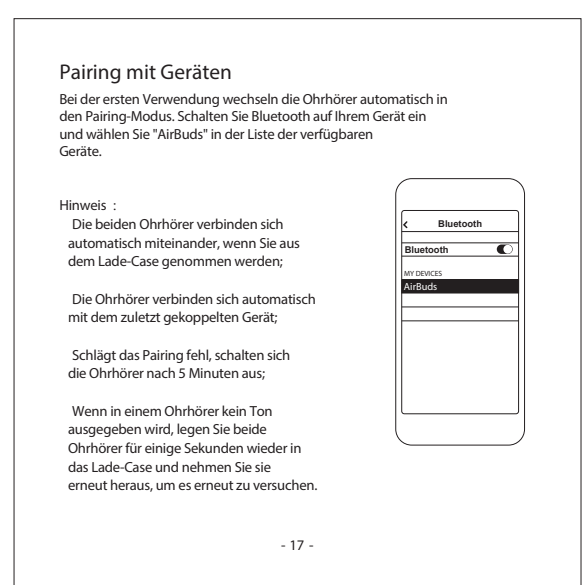 Pairing mit Geräten
Bei der ersten Verwendung wechseln die Ohrhörer automatisch in
den Pairing-Modus. Schalten Sie Bluetooth auf Ihrem Gerät ein
und wählen Sie "AirBuds" in der Liste der verfügbaren
Geräte.
Hinweis :
Die beiden Ohrhörer verbinden sich
automatisch miteinander, wenn Sie aus
dem Lade-Case genommen werden;
Die Ohrhörer verbinden sich automatisch
mit dem zuletzt gekoppelten Gerät;
Schlägt das Pairing fehl, schalten sich
die Ohrhörer nach 5 Minuten aus;
Wenn in einem Ohrhörer kein Ton
ausgegeben wird, legen Sie beide
Ohrhörer für einige Sekunden wieder in
das Lade-Case und nehmen Sie sie
erneut heraus, um es erneut zu versuchen.
Bluetooth
Bluetooth
MY DEVICES
AirBuds
- 17 -